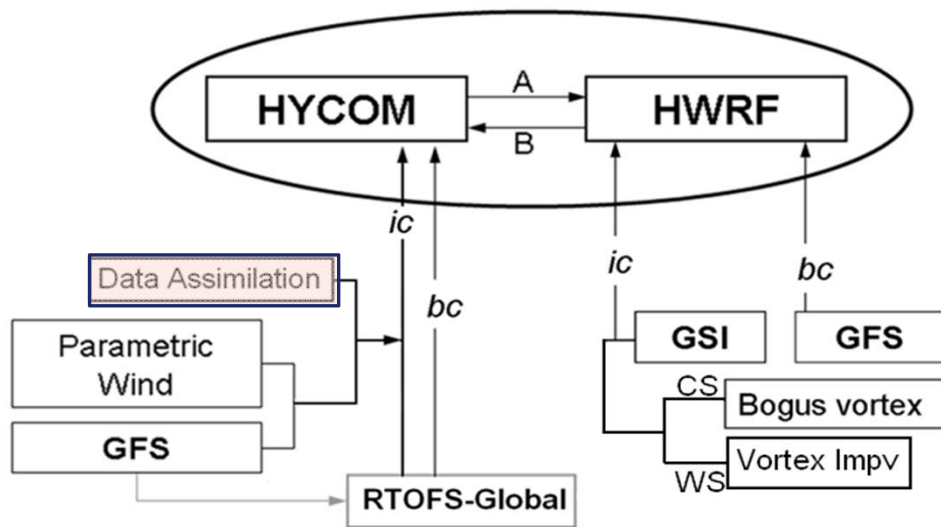 HYCOM
A
B
HWRF
ic
bc
ic
bc
Data Assimilation
Parametric
Wind
GFS
RTOFS-Global
GSI
GFS
CS
Bogus vortex
WS
Vortex Impv